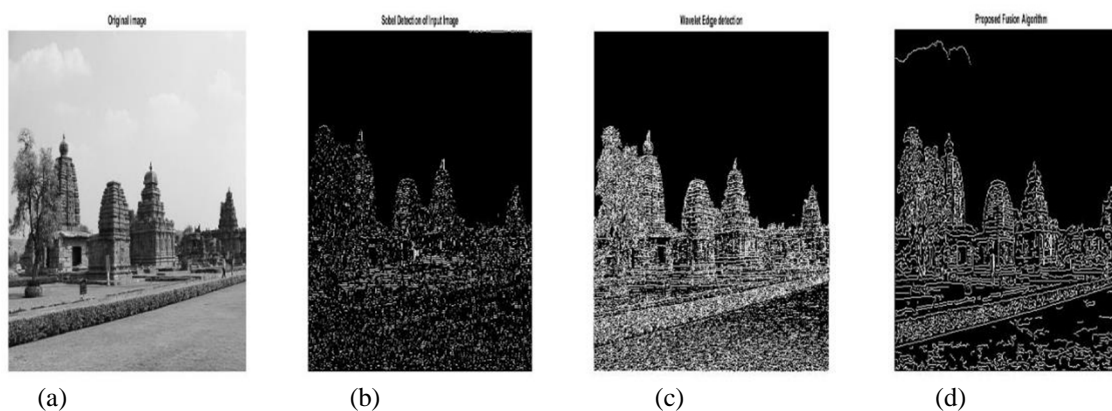 Original image
Sobel Detection of Input Image
Wavelet Edge detection
Proposed Fusion Algorithm
(a)
(b)
(c)
(d)